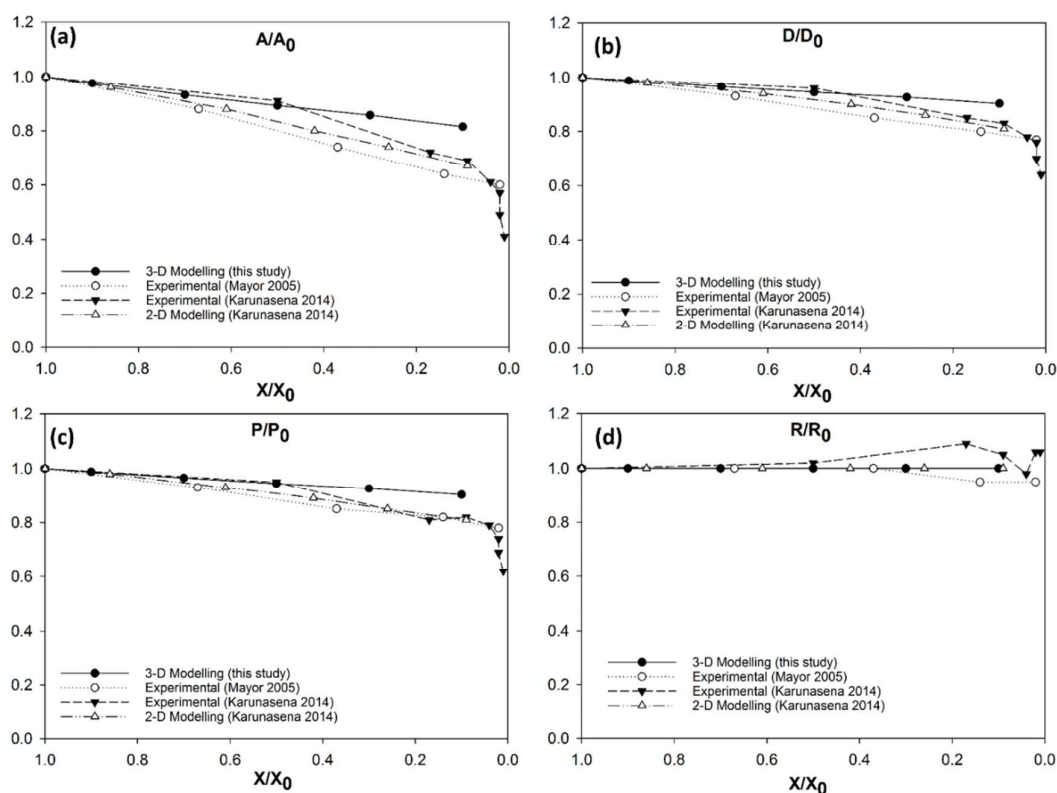 (a)
A/A0
1.2
1.0
0.8
0.6
0.4
0.2
0.0
3-D Modelling (this study)
Experimental (Mayor 2005)
Experimental (Karunasena 2014)
2-D Modelling (Karunasena 2014)
1.0 0.8 0.6 0.4 0.2 0.0
X/X0
(b)
D/D0
1.2
1.0
0.8
0.6
0.4
0.2
0.0
3-D Modelling (this study)
Experimental (Mayor 2005)
Experimental (Karunasena 2014)
2-D Modelling (Karunasena 2014)
1.0 0.8 0.6 0.4 0.2 0.0
X/X0
(c)
P/P0
1.2
1.0
0.8
0.6
0.4
0.2
0.0
3-D Modelling (this study)
Experimental (Mayor 2005)
Experimental (Karunasena 2014)
2-D Modelling (Karunasena 2014)
1.0 0.8 0.6 0.4 0.2 0.0
X/X0
(d)
R/R0
1.2
1.0
0.8
0.6
0.4
0.2
0.0
3-D Modelling (this study)
Experimental (Mayor 2005)
Experimental (Karunasena 2014)
2-D Modelling (Karunasena 2014)
1.0 0.8 0.6 0.4 0.2 0.0
X/X0